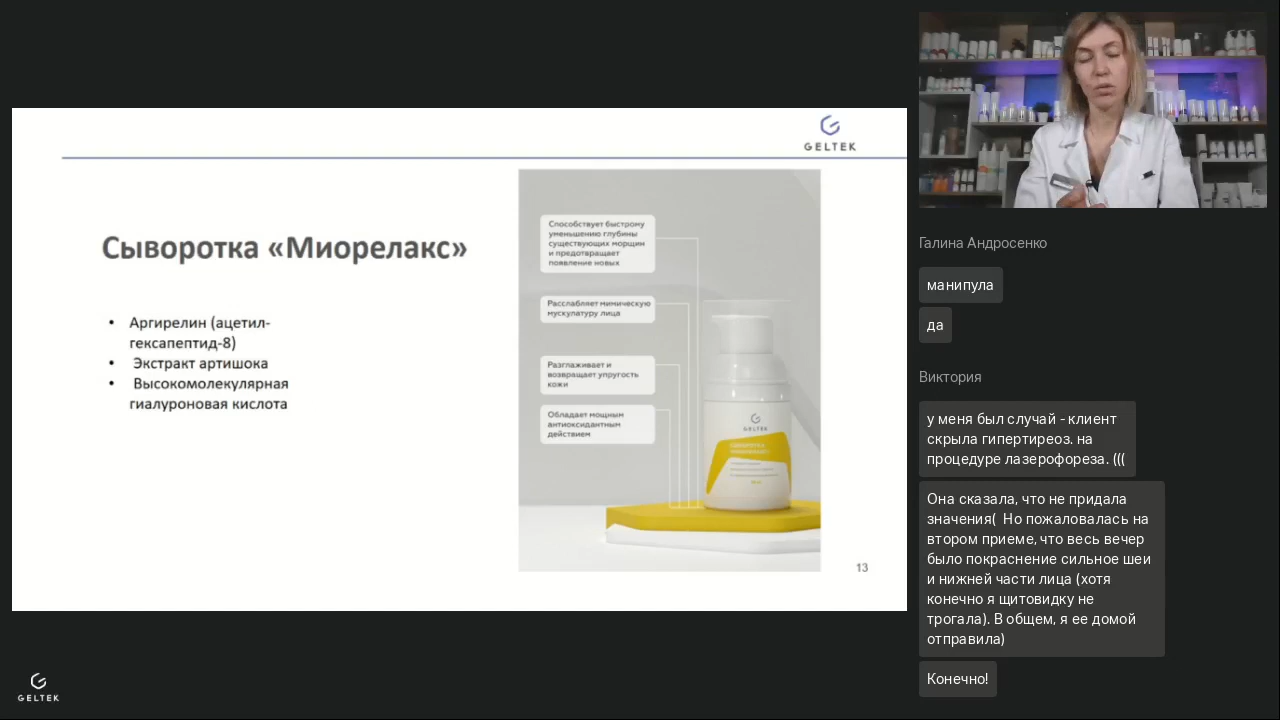 GELTEK
Сыворотка «Миорелакс»
• Аргирелин (ацетил-
гексапептид-8)
• Экстракт артишока
• Высокомолекулярная
гиалуроновая кислота
Способствует быстрому
уменьшению глубины
существующих морщин
и предотвращает
появление новых
Расслабляет мимическую
мускулатуру лица
Разглаживает и
возвращает упругость
кожи
Обладает мощным
антиоксидантным
действием
GELTEK
СЫВОРОТКА
13
GELTEK
Галина Андросенко
манипула
да
Виктория
у меня был случай - клиент
скрыла гипертиреоз. на
процедуре лазерофореза. (((
Она сказала, что не придала
значения( Но пожаловалась на
втором приеме, что весь вечер
было покраснение сильное шеи
и нижней части лица (хотя
конечно я щитовидку не
трогала). В общем, я ее домой
отправила)
Конечно!